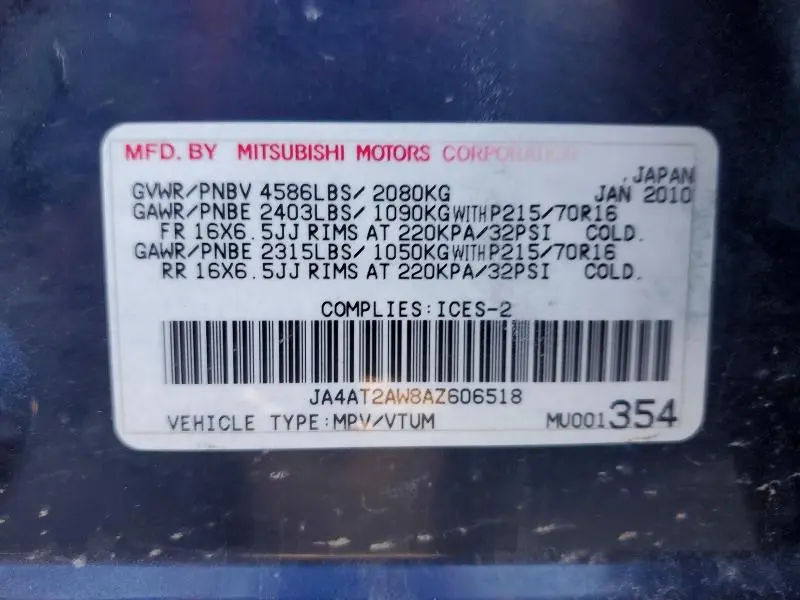 MFD. BY MITSUBISHI MOTORS CORPORATION
JAPAN
GVWR/PNBV 4586LBS/ 2080KG JAN 2010
GAWR/PNBE 2403LBS/ 1090KG WITH P215/70R16
FR 16X6.5JJ RIMS AT 220KPA/32PSI COLD.
GAWR/PNBE 2315LBS/ 1050KG WITH P215/70R16
RR 16X6.5JJ RIMS AT 220KPA/32PSI COLD.
COMPLIES:ICES-2
JA4AT2AW8AZ606518
VEHICLE TYPE:MPV/VTUM MU001354